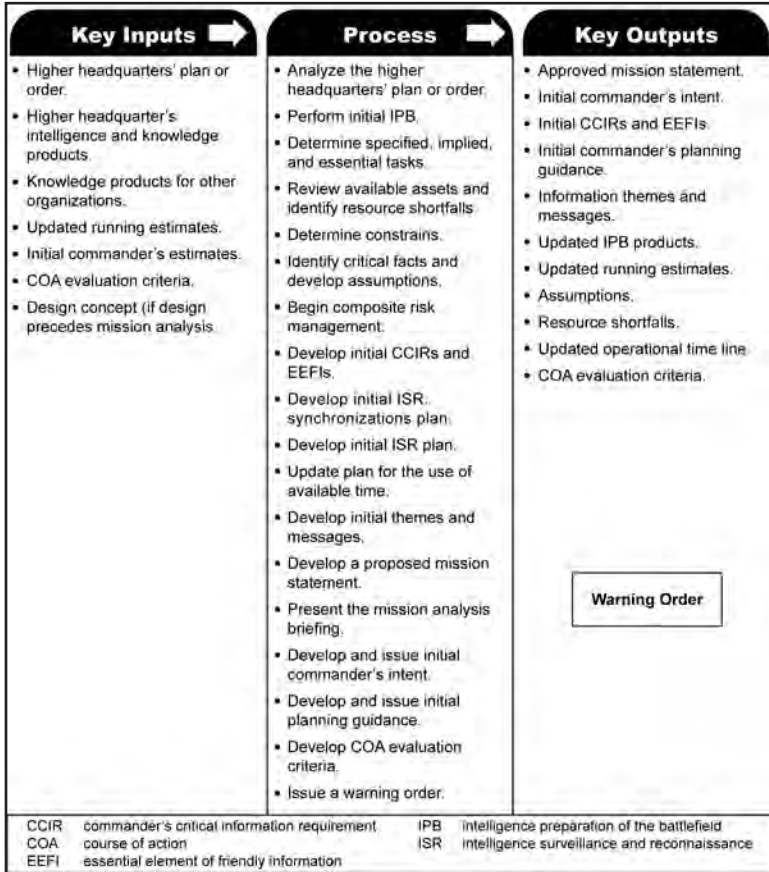 Key Inputs
• Higher headquarters' plan or
order.
• Higher headquarter's
intelligence and knowledge
products.
• Knowledge products for other
organizations.
• Updated running estimates.
• Initial commander's estimates.
• COA evaluation criteria.
• Design concept (if design
precedes mission analysis
Process
• Analyze the higher
headquarters' plan or order.
• Perform initial IPB.
• Determine specified, implied,
and essential tasks.
• Review available assets and
identify resource shortfalls
• Determine constrains.
• Identify critical facts and
develop assumptions.
• Begin composite risk
management.
• Develop initial CCIRs and
EEFIs.
• Develop initial ISR.
synchronizations plan.
• Develop initial ISR plan.
• Update plan for the use of
available time.
• Develop initial themes and
messages.
• Develop a proposed mission
statement.
• Present the mission analysis
briefing.
• Develop and issue initial
commander's intent.
• Develop and issue initial
planning guidance.
• Develop COA evaluation
criteria.
• Issue a warning order.
Key Outputs
• Approved mission statement.
• Initial commander's intent.
• Initial CCIRs and EEFIs.
• Initial commander's planning
guidance.
• Information themes and
messages.
• Updated IPB products.
• Updated running estimates.
• Assumptions.
• Resource shortfalls.
• Updated operational time line
• COA evaluation criteria.
Warning Order
CCIR commander's critical information requirement
COA course of action
EEFI essential element of friendly information
IPB intelligence preparation of the battlefield
ISR intelligence surveillance and reconnaissance